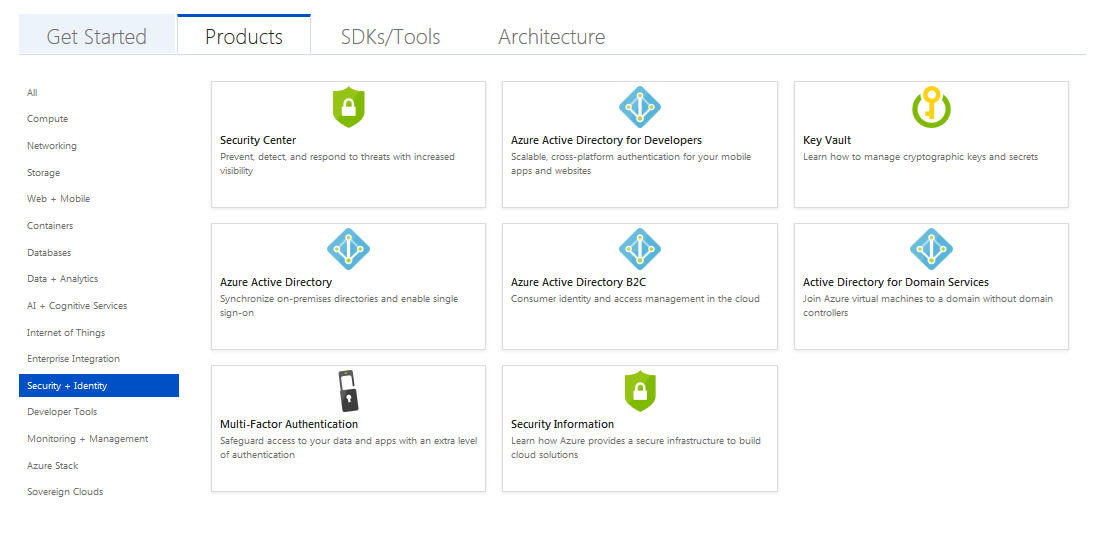 Get Started
Products
SDKs/Tools
Architecture
All
Compute
Networking
Storage
Web + Mobile
Containers
Databases
Data + Analytics
AI + Cognitive Services
Internet of Things
Enterprise Integration
Security + Identity
Developer Tools
Monitoring + Management
Azure Stack
Sovereign Clouds
Security Center
Prevent, detect, and respond to threats with increased
visibility
Azure Active Directory for Developers
Scalable, cross-platform authentication for your mobile
apps and websites
Key Vault
Learn how to manage cryptographic keys and secrets
Azure Active Directory
Synchronize on-premises directories and enable single
sign-on
Azure Active Directory B2C
Consumer identity and access management in the cloud
Active Directory for Domain Services
Join Azure virtual machines to a domain without domain
controllers
Multi-Factor Authentication
Safeguard access to your data and apps with an extra level
of authentication
Security Information
Learn how Azure provides a secure infrastructure to build
cloud solutions